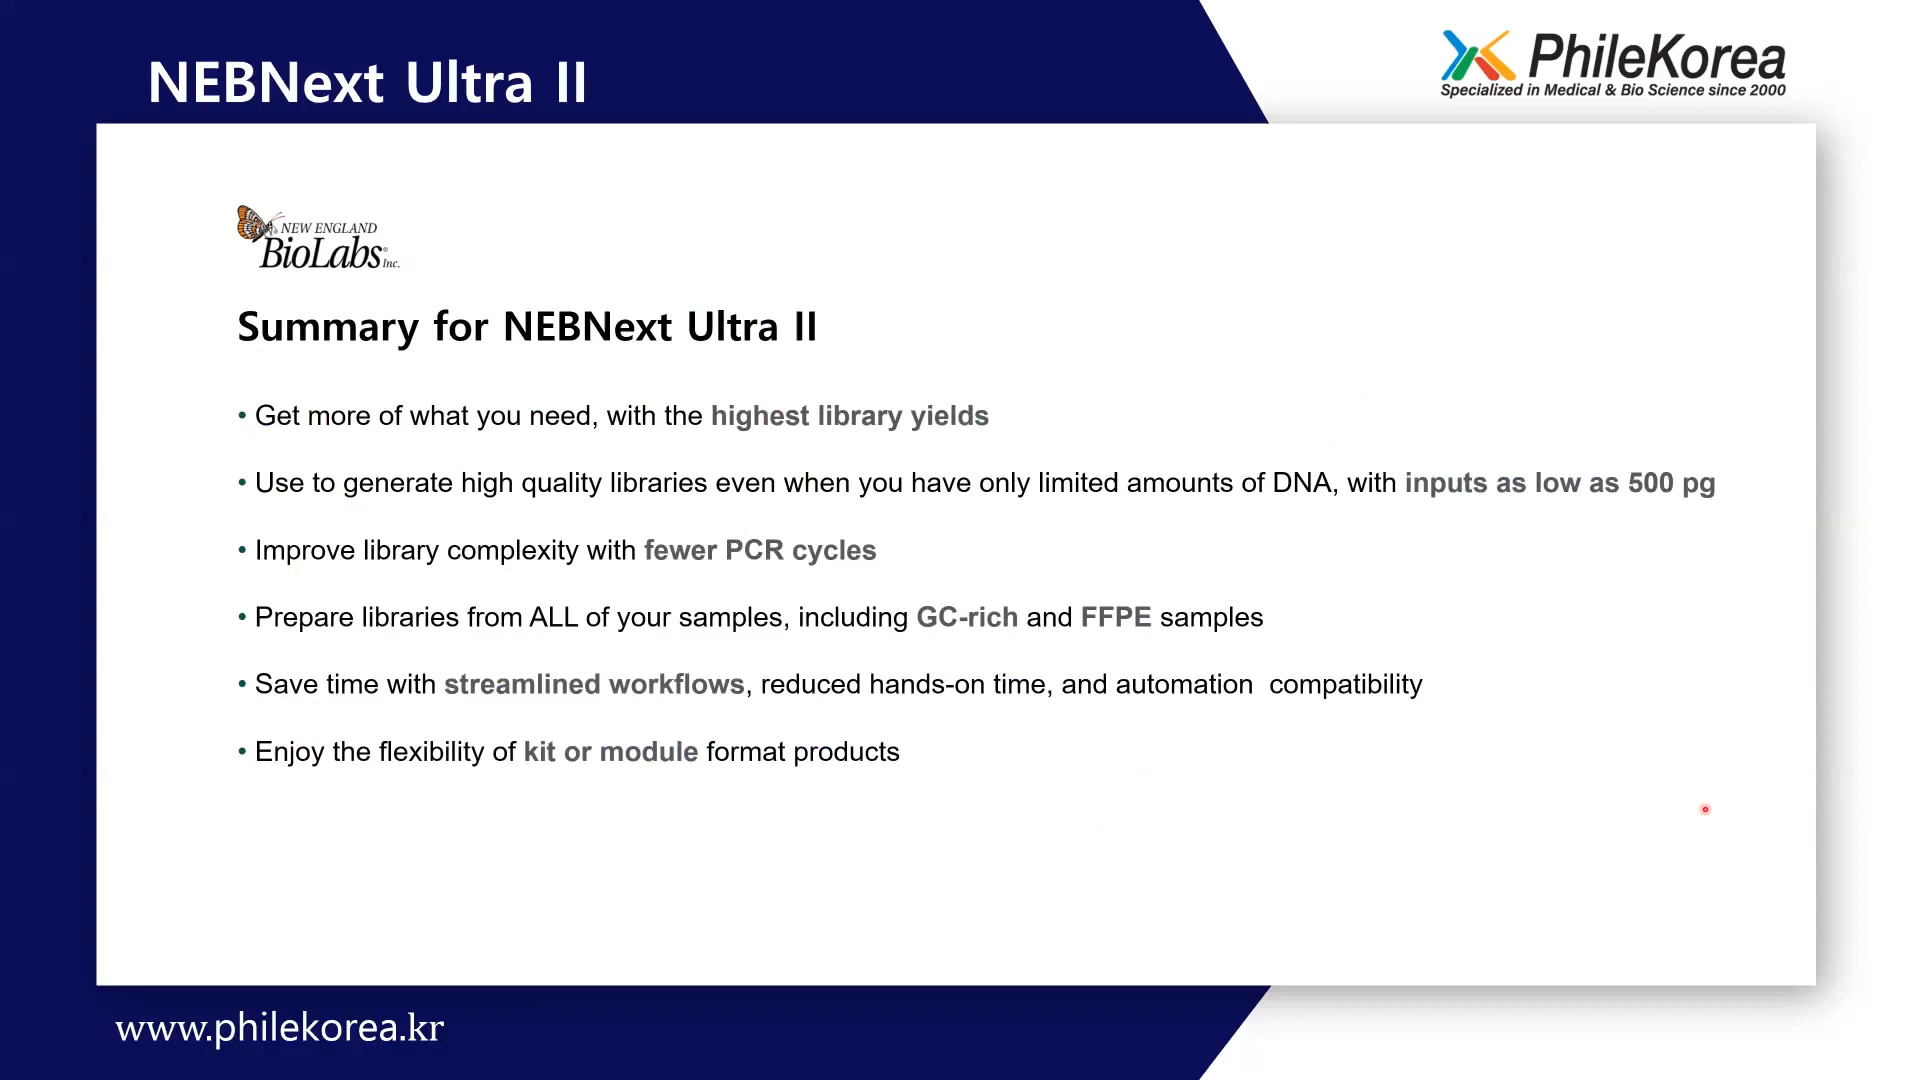 NEBNext Ultra II
PhileKorea
Specialized in Medical & Bio Science since 2000
NEW ENGLAND
BioLabs® Inc.
Summary for NEBNext Ultra II
• Get more of what you need, with the highest library yields
• Use to generate high quality libraries even when you have only limited amounts of DNA, with inputs as low as 500 pg
• Improve library complexity with fewer PCR cycles
• Prepare libraries from ALL of your samples, including GC-rich and FFPE samples
• Save time with streamlined workflows, reduced hands-on time, and automation  compatibility
• Enjoy the flexibility of kit or module format products
www.philekorea.kr